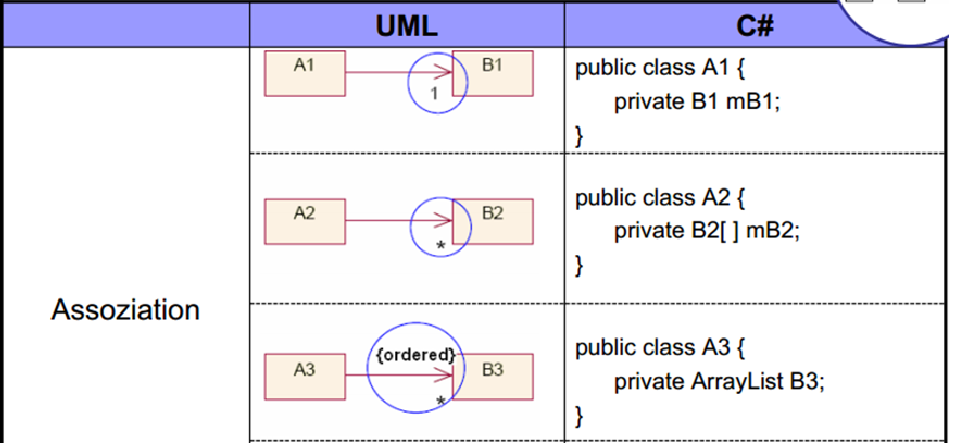 UML
C#
A1
B1
1
public class A1 {
private B1 mB1;
}
A2
B2
*
public class A2 {
private B2[ ] mB2;
}
Assoziation
{ordered}
A3
B3
*
public class A3 {
private ArrayList B3;
}